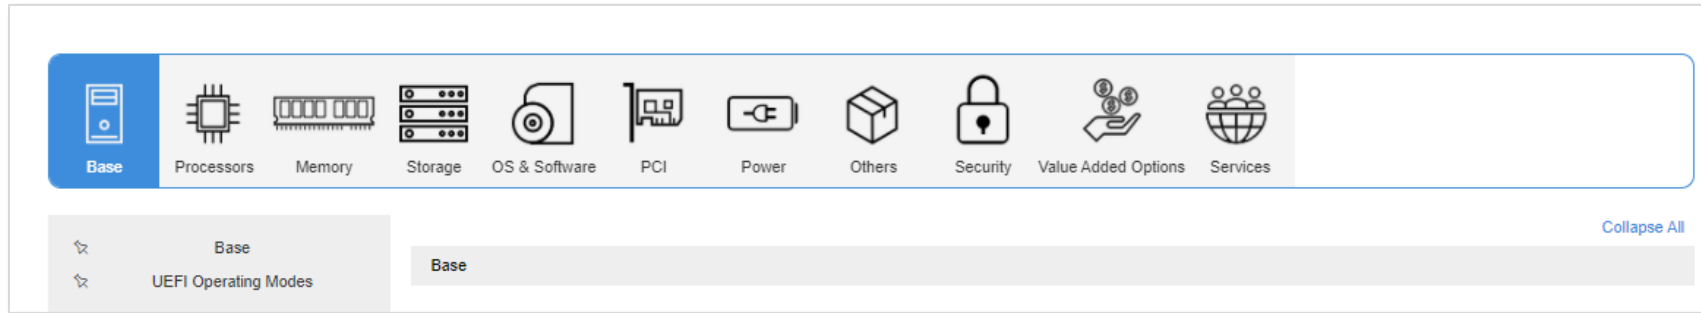 Base
Processors
Memory
Storage
OS & Software
PCI
Power
Others
Security
Value Added Options
Services
Collapse All
Base
UEFI Operating Modes
Base